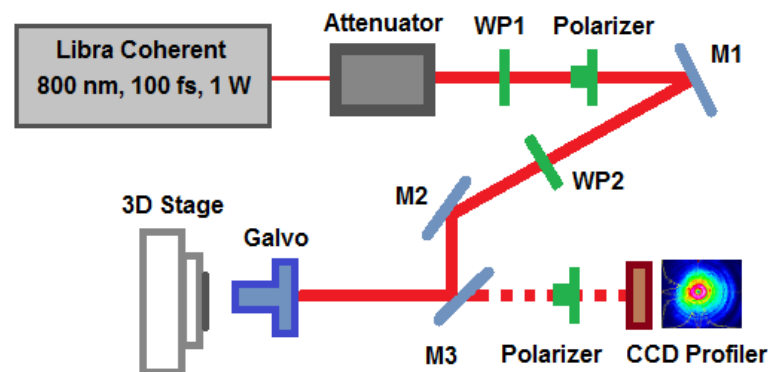 Libra Coherent
800 nm, 100 fs, 1 W
Attenuator
WP1
Polarizer
M1
WP2
M2
3D Stage
Galvo
M3
Polarizer
CCD Profiler